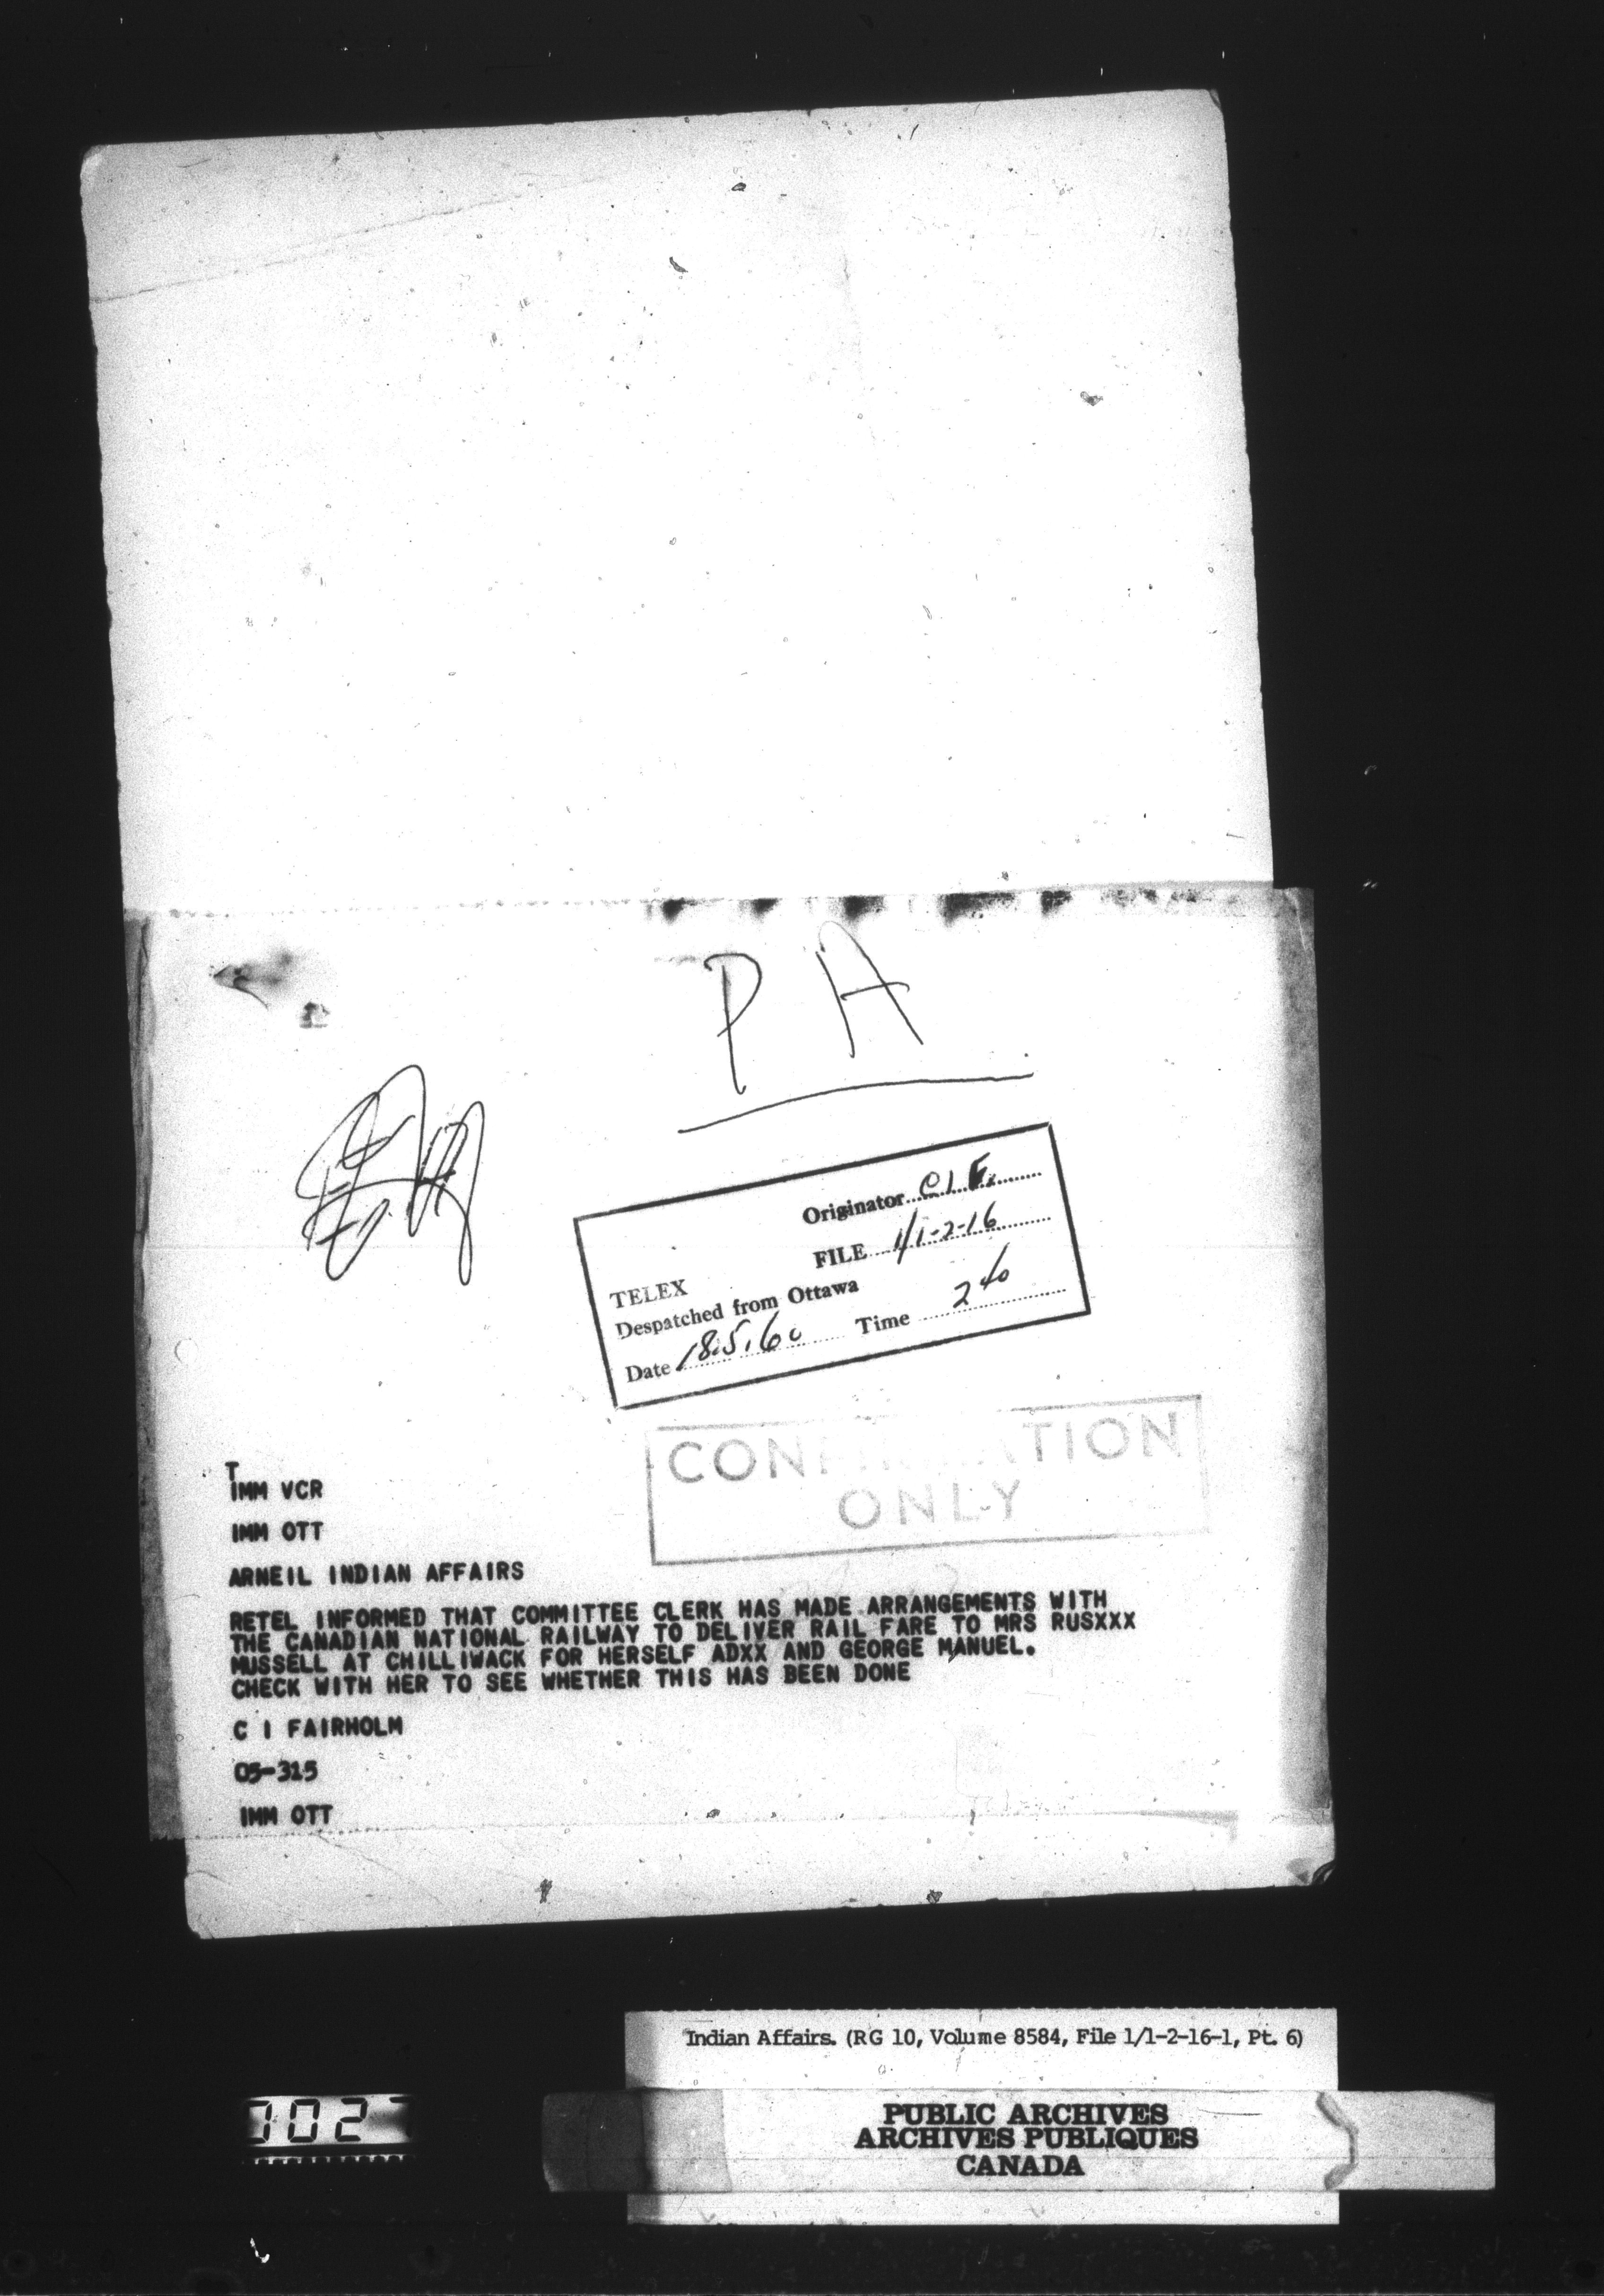 P A
Originator C I F.
FILE 1/1-2-16
TELEX
Despatched from Ottawa
Date 18.5.60 Time 2 40
ONLY
T
IMM VCR
IMM OTT
ARNEIL INDIAN AFFAIRS
RETEL INFORMED THAT COMMITTEE CLERK HAS MADE ARRANGEMENTS WITH
THE CANADIAN NATIONAL RAILWAY TO DELIVER RAIL FARE TO MRS RUSXXX
MUSSELL AT CHILLIWACK FOR HERSELF ADXX AND GEORGE MANUEL.
CHECK WITH HER TO SEE WHETHER THIS HAS BEEN DONE
C I FAIRHOLM
05-315
IMM OTT
Indian Affairs. (RG 10, Volume 8584, File 1/1-2-16-1, Pt. 6)
PUBLIC ARCHIVES
ARCHIVES PUBLIQUES
CANADA